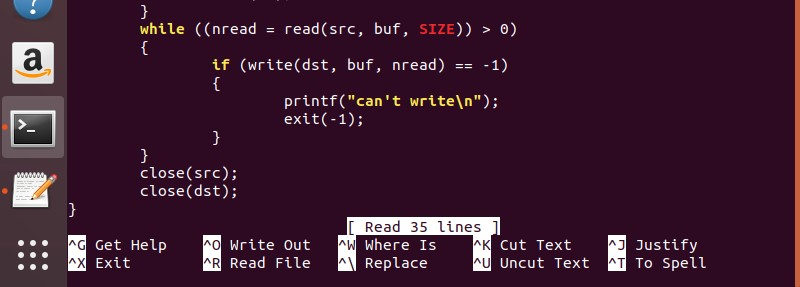 }
while ((nread = read(src, buf, SIZE)) > 0)
{
if (write(dst, buf, nread) == -1)
{
printf("can't write\n");
exit(-1);
}
}
close(src);
close(dst);
}
[ Read 35 lines ]
^G Get Help ^O Write Out ^W Where Is ^K Cut Text ^J Justify
^X Exit ^R Read File ^\ Replace ^U Uncut Text ^T To Spell